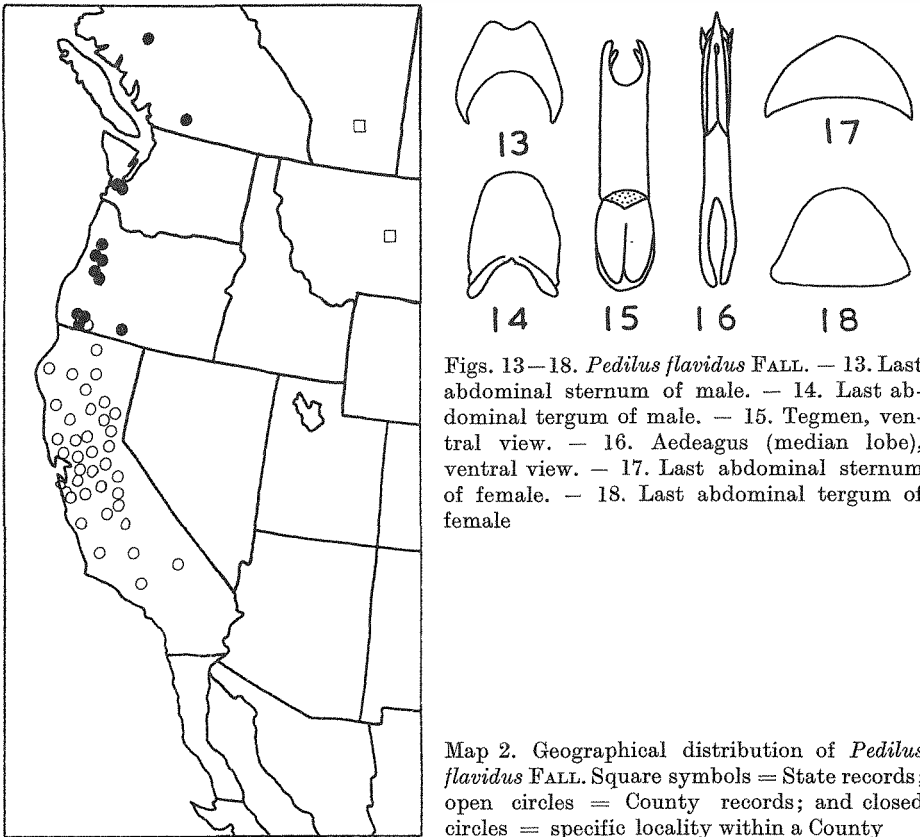 13
17
14
15
16
18
Figs. 13—18. Pedilus flavidus FALL. — 13. Last
abdominal sternum of male. — 14. Last ab-
dominal tergum of male. — 15. Tegmen, ven-
tral view. — 16. Aedeagus (median lobe),
ventral view. — 17. Last abdominal sternum
of female. — 18. Last abdominal tergum of
female
Map 2. Geographical distribution of Pedilus
flavidus FALL. Square symbols = State records;
open circles = County records; and closed
circles = specific locality within a County